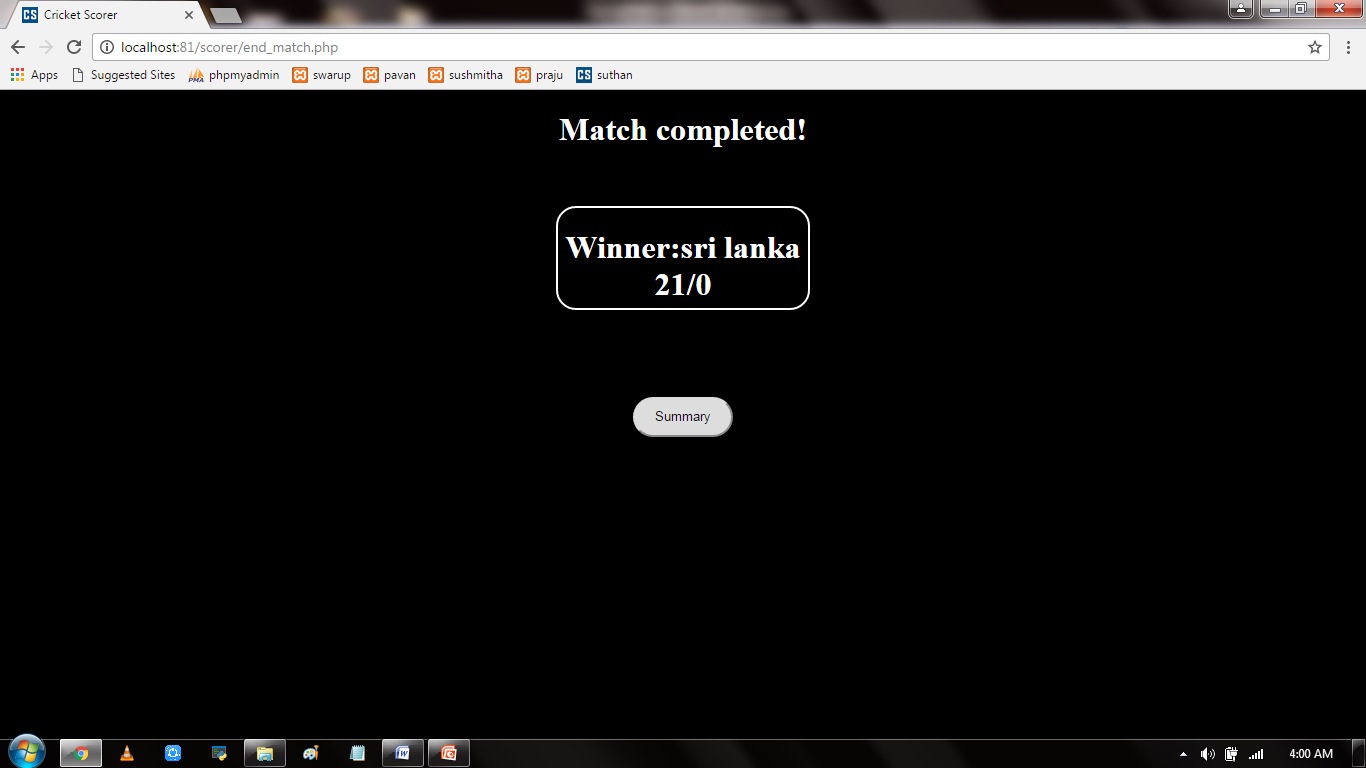 CS Cricket Scorer
localhost:81/scorer/end_match.php
Apps Suggested Sites PMA phpmyadmin swarup pavan sushmitha praju CS suthan
Match completed!
Winner:sri lanka
21/0
Summary
4:00 AM